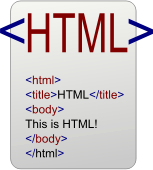 <HTML>
<html>
<title>HTML</title>
<body>
This is HTML!
</body>
</html>